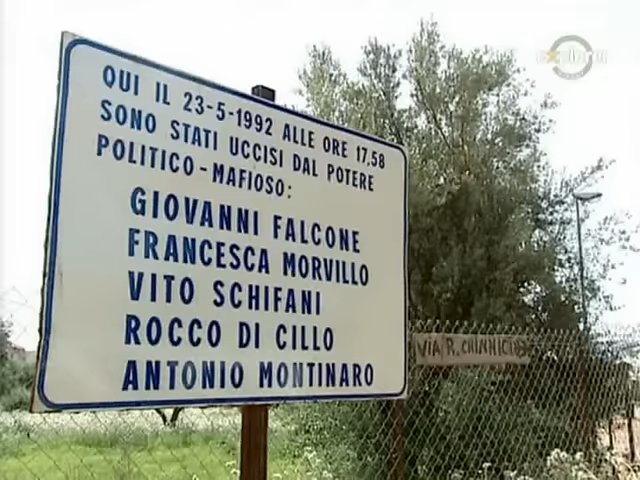 QUI IL 23-5-1992 ALLE ORE 17,58
SONO STATI UCCISI DAL POTERE
POLITICO-MAFIOSO:
GIOVANNI FALCONE
FRANCESCA MORVILLO
VITO SCHIFANI
ROCCO DI CILLO
ANTONIO MONTINARO
VIA R. CHINNICI